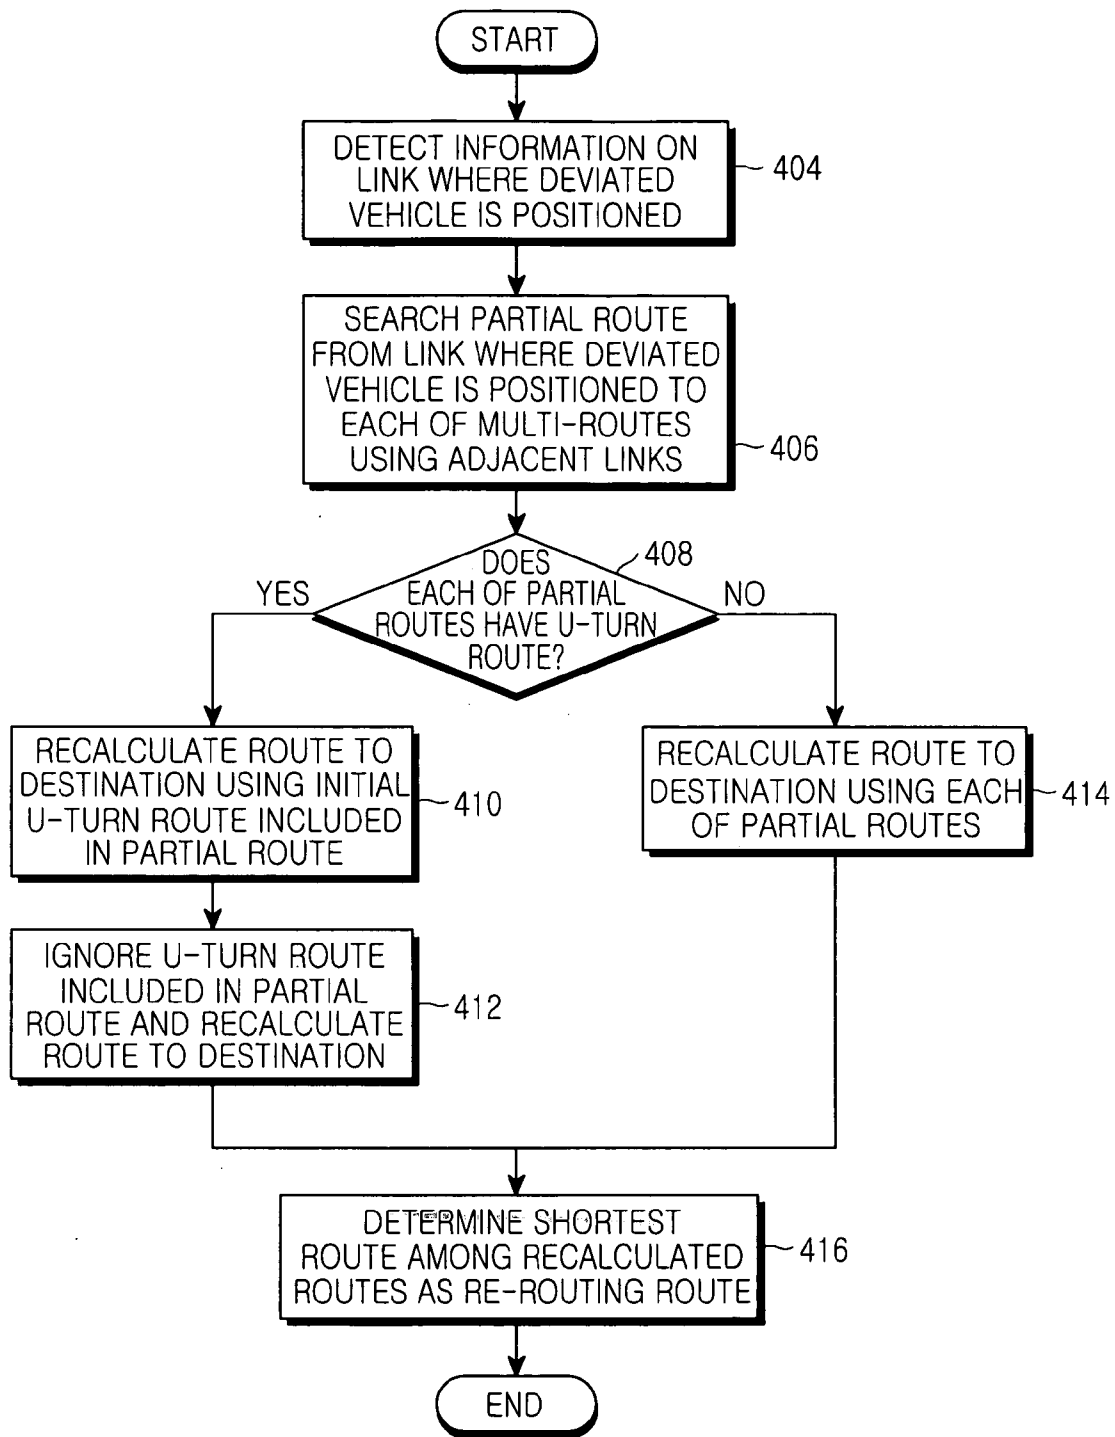 START
DETECT INFORMATION ON
LINK WHERE DEVIATED
VEHICLE IS POSITIONED
404
SEARCH PARTIAL ROUTE
FROM LINK WHERE DEVIATED
VEHICLE IS POSITIONED TO
EACH OF MULTI-ROUTES
USING ADJACENT LINKS
406
408
DOES
EACH OF PARTIAL
ROUTES HAVE U-TURN
ROUTE?
YES
NO
RECALCULATE ROUTE TO
DESTINATION USING INITIAL
U-TURN ROUTE INCLUDED
IN PARTIAL ROUTE
410
RECALCULATE ROUTE TO
DESTINATION USING EACH
OF PARTIAL ROUTES
414
IGNORE U-TURN ROUTE
INCLUDED IN PARTIAL
ROUTE AND RECALCULATE
ROUTE TO DESTINATION
412
DETERMINE SHORTEST
ROUTE AMONG RECALCULATED
ROUTES AS RE-ROUTING ROUTE
416
END